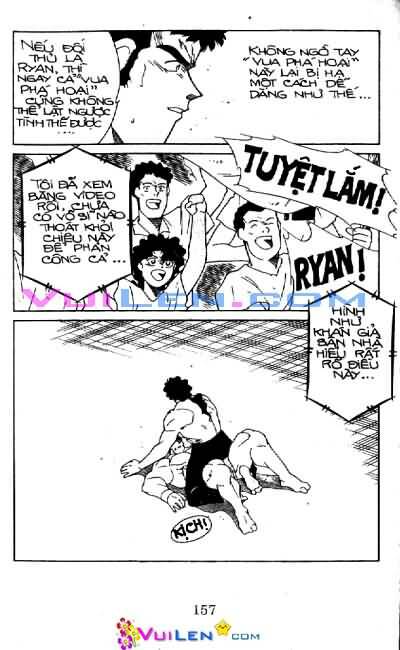 NẾU ĐỐI
THỦ LÀ
RYAN, THÌ
NGAY CẢ "VUA
PHÁ HOẠI"
CŨNG KHÔNG
THỂ LẬT NGƯỢC
TÌNH THẾ ĐƯỢC
KHÔNG NGỜ TAY
"VUA PHÁ HOẠI"
NÀY LẠI BỊ HẠ
MỘT CÁCH DỄ
DÀNG NHƯ THẾ...
TÔI ĐÃ XEM
BĂNG VIDEO
RỒI, CHƯA
CÓ VÕ SĨ NÀO
THOÁT KHỎI
CHIÊU NÀY
ĐỂ PHẢN
CÔNG CẢ...
TUYỆT LẮM!
RYAN!
VUILEN.COM
HÌNH
NHƯ
KHÁN GIẢ
BẢN NHÀ
HIỂU RẤT
RÕ ĐIỀU
NÀY...
KỊCH!
157
VUILEN.COM